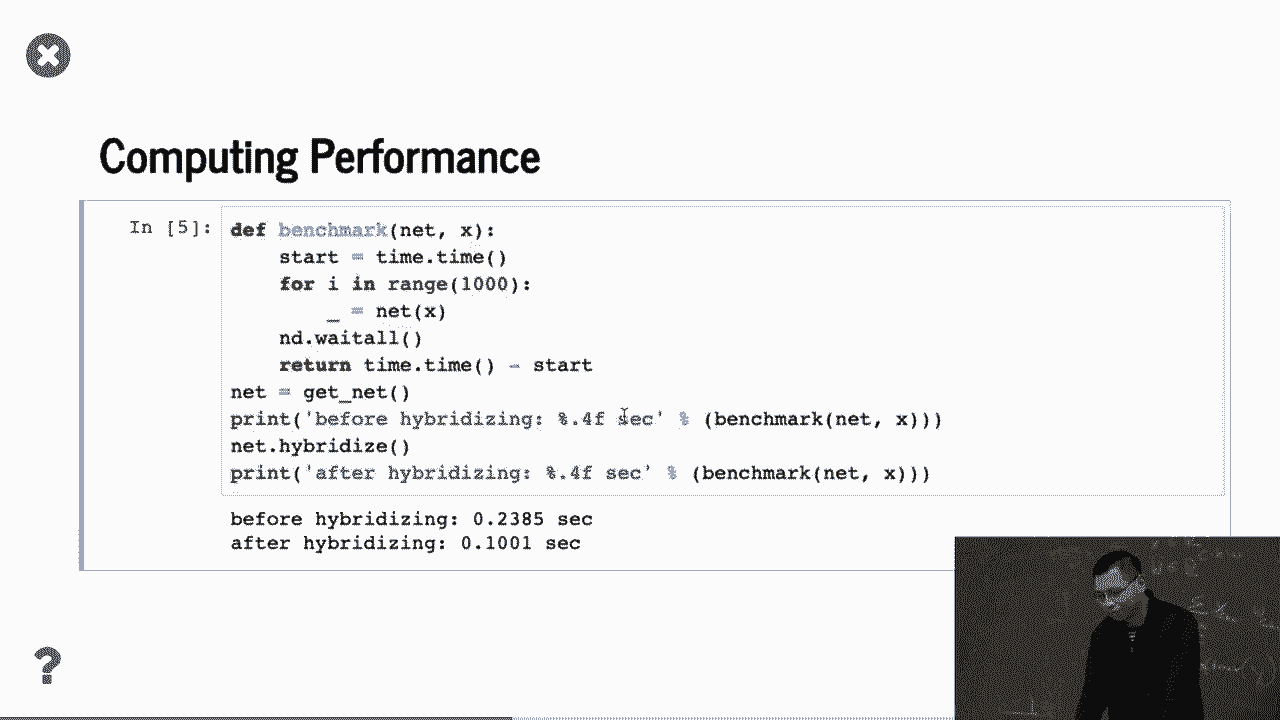 Computing Performance
In [5]: def benchmark(net, x):
start = time.time()
for i in range(1000):
_ = net(x)
nd.waitall()
return time.time() - start
net = get_net()
print('before hybridizing: %.4f sec' % (benchmark(net, x)))
net.hybridize()
print('after hybridizing: %.4f sec' % (benchmark(net, x)))
before hybridizing: 0.2385 sec
after hybridizing: 0.1001 sec
?